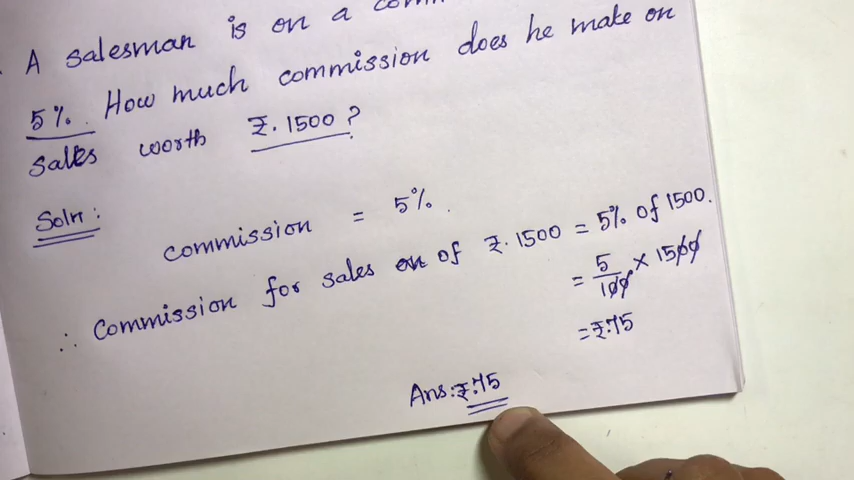 A salesman is on a
5%. How much commission does he make on
sales worth ₹. 1500 ?
Soln :
commission = 5%.
∴ Commission for sales on of ₹. 1500 = 5% of 1500.
= 5/100 × 1500
= ₹.75
Ans: ₹.75